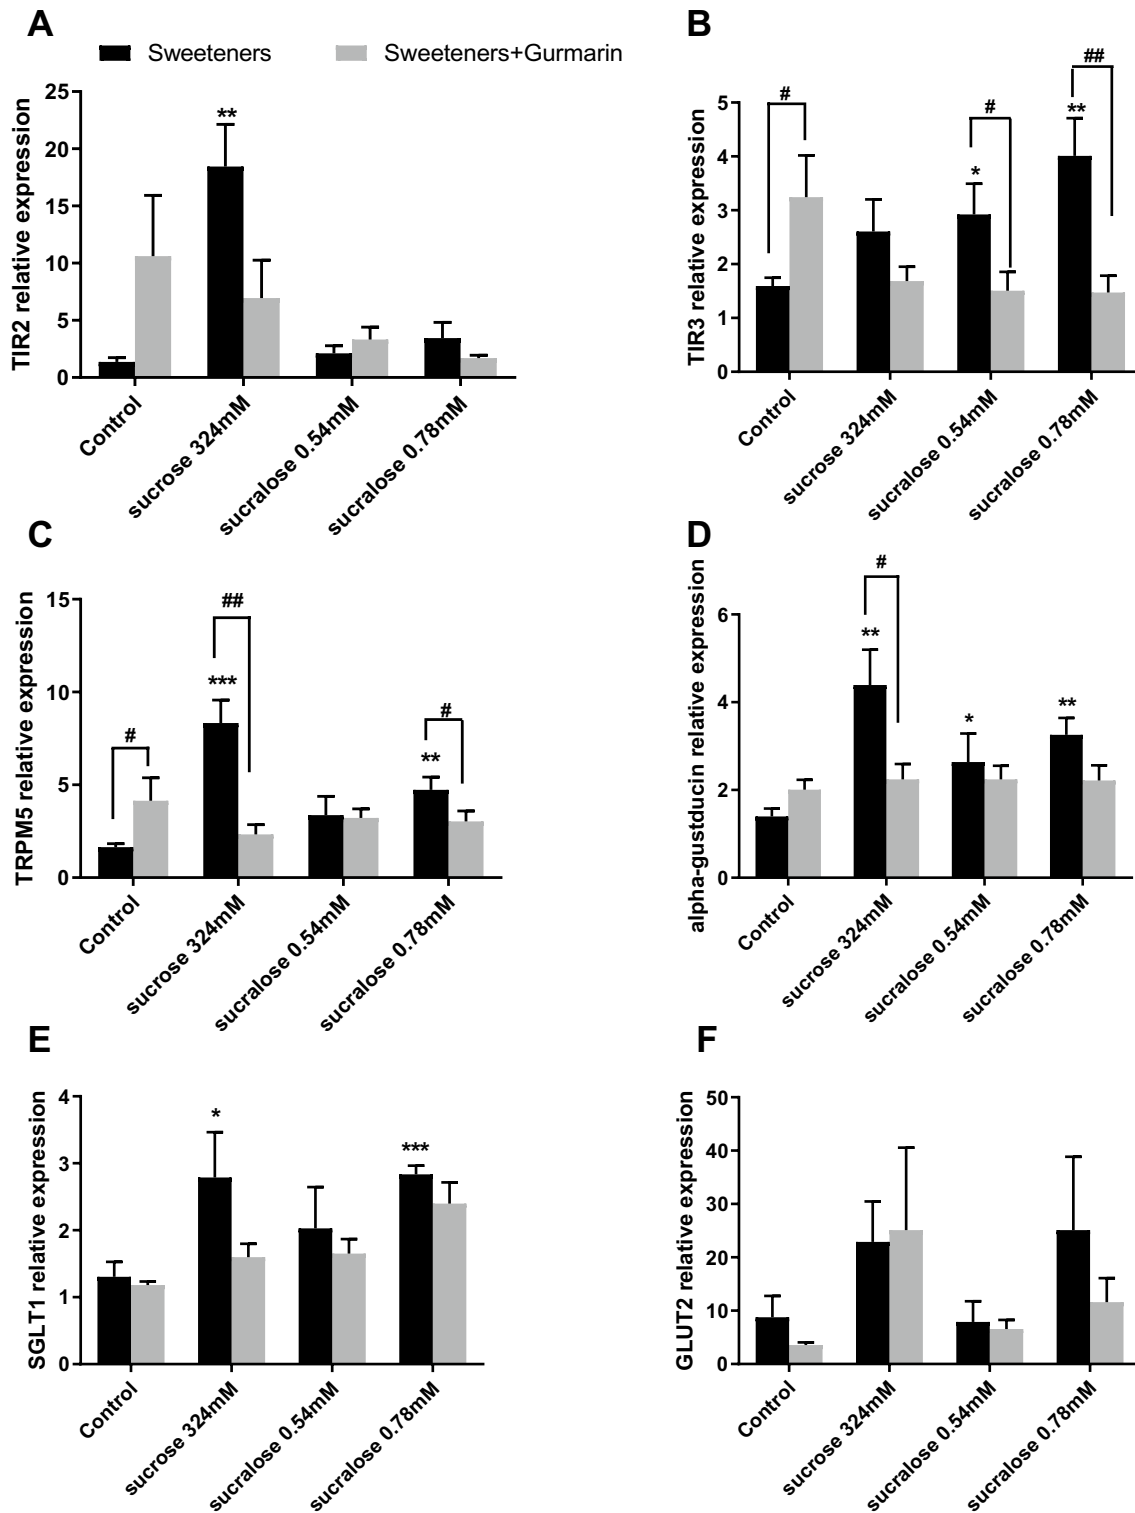 A
B
Sweeteners
Sweeteners+Gurmarin
TIR2 relative expression
25
20
15
10
5
0
**
Control
sucrose 324mM
sucralose 0.54mM
sucralose 0.78mM
TIR3 relative expression
5
4
3
2
1
0
#
*
#
**
##
Control
sucrose 324mM
sucralose 0.54mM
sucralose 0.78mM
C
D
TRPM5 relative expression
15
10
5
0
#
***
##
**
#
Control
sucrose 324mM
sucralose 0.54mM
sucralose 0.78mM
alpha-gustducin relative expression
6
4
2
0
**
#
*
**
Control
sucrose 324mM
sucralose 0.54mM
sucralose 0.78mM
E
F
SGLT1 relative expression
4
3
2
1
0
*
***
Control
sucrose 324mM
sucralose 0.54mM
sucralose 0.78mM
GLUT2 relative expression
50
40
30
20
10
0
Control
sucrose 324mM
sucralose 0.54mM
sucralose 0.78mM